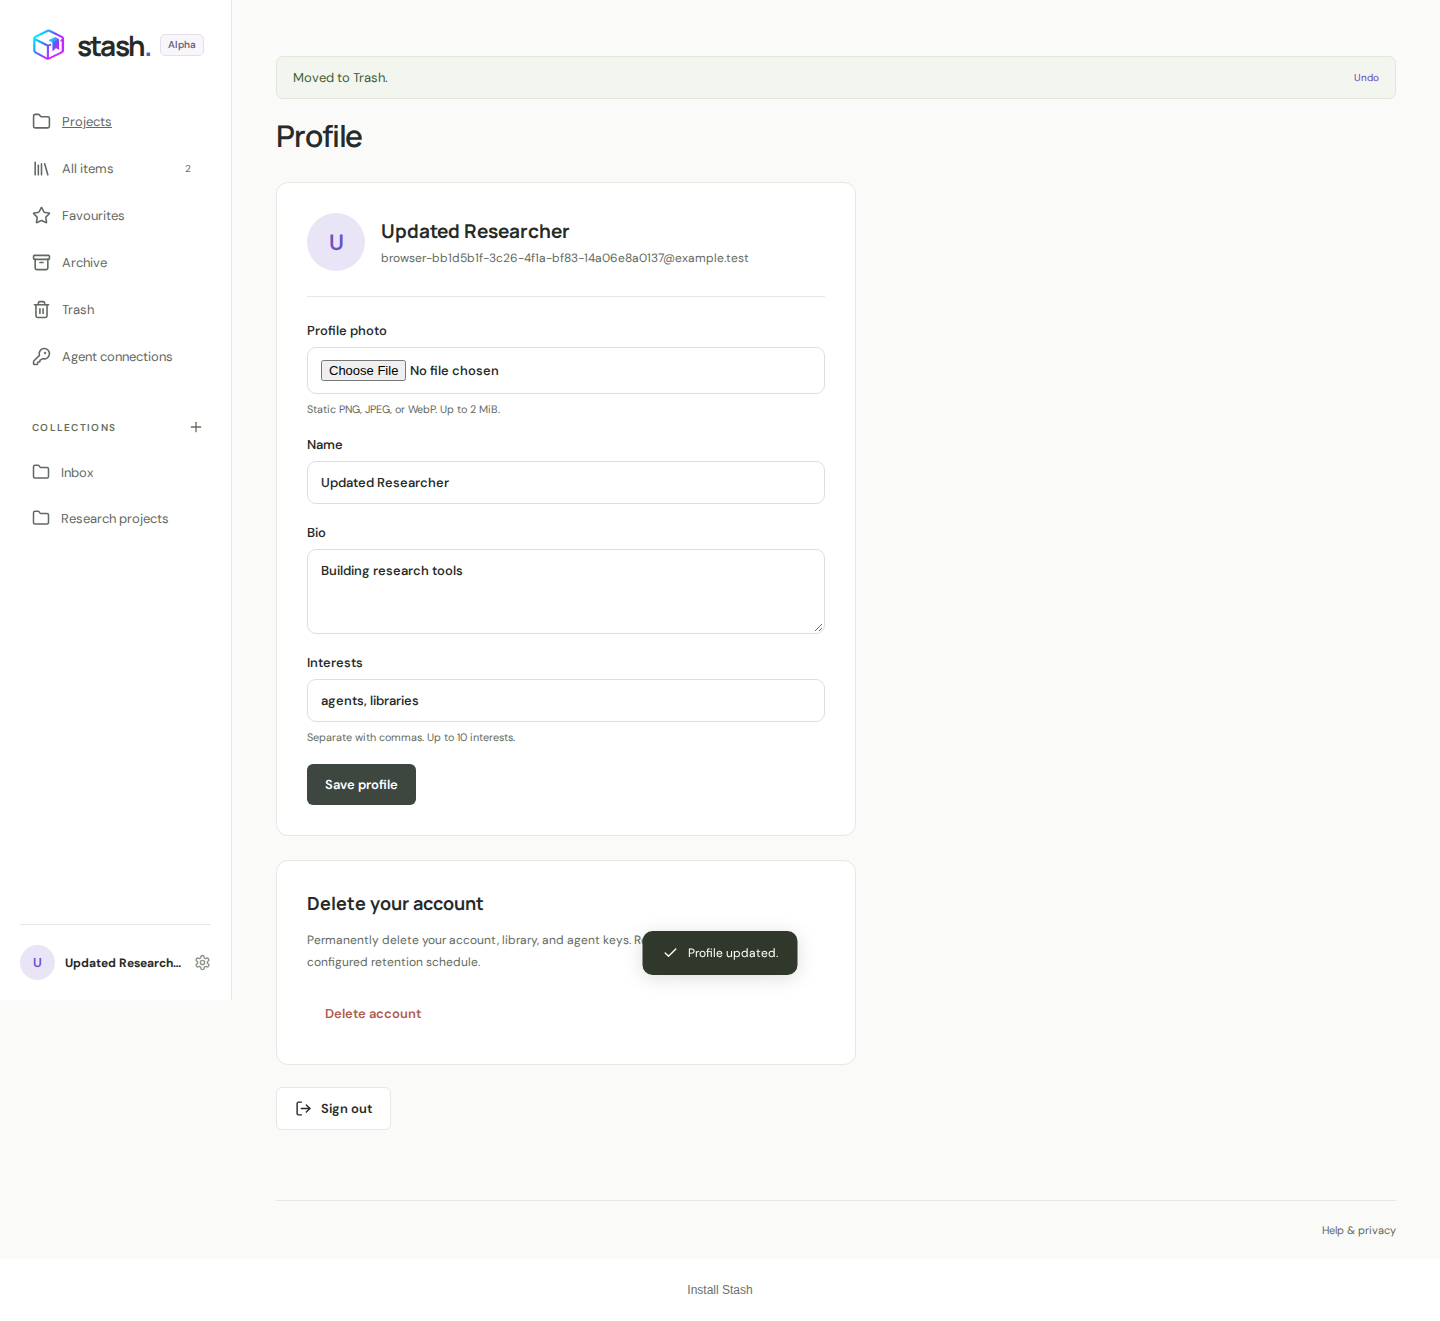 stash.
Alpha
Projects
All items 2
Favourites
Archive
Trash
Agent connections
COLLECTIONS
Inbox
Research projects
U Updated Research...
Moved to Trash. Undo
Profile
U
Updated Researcher
browser-bb1d5b1f-3c26-4f1a-bf83-14a06e8a0137@example.test
Profile photo
Choose File No file chosen
Static PNG, JPEG, or WebP. Up to 2 MiB.
Name
Updated Researcher
Bio
Building research tools
Interests
agents, libraries
Separate with commas. Up to 10 interests.
Save profile
Delete your account
Permanently delete your account, library, and agent keys.
configured retention schedule.
Profile updated.
Delete account
Sign out
Help & privacy
Install Stash